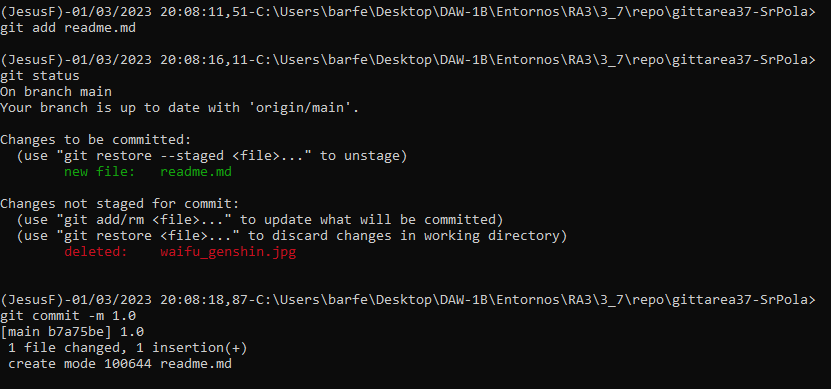 (JesusF)-01/03/2023 20:08:11,51-C:\Users\barfe\Desktop\DAW-1B\Entornos\RA3\3_7\repo\gittarea37-SrPola>
git add readme.md
(JesusF)-01/03/2023 20:08:16,11-C:\Users\barfe\Desktop\DAW-1B\Entornos\RA3\3_7\repo\gittarea37-SrPola>
git status
On branch main
Your branch is up to date with 'origin/main'.
Changes to be committed:
  (use "git restore --staged <file>..." to unstage)
        new file:   readme.md
Changes not staged for commit:
  (use "git add/rm <file>..." to update what will be committed)
  (use "git restore <file>..." to discard changes in working directory)
        deleted:    waifu_genshin.jpg
(JesusF)-01/03/2023 20:08:18,87-C:\Users\barfe\Desktop\DAW-1B\Entornos\RA3\3_7\repo\gittarea37-SrPola>
git commit -m 1.0
[main b7a75be] 1.0
 1 file changed, 1 insertion(+)
 create mode 100644 readme.md